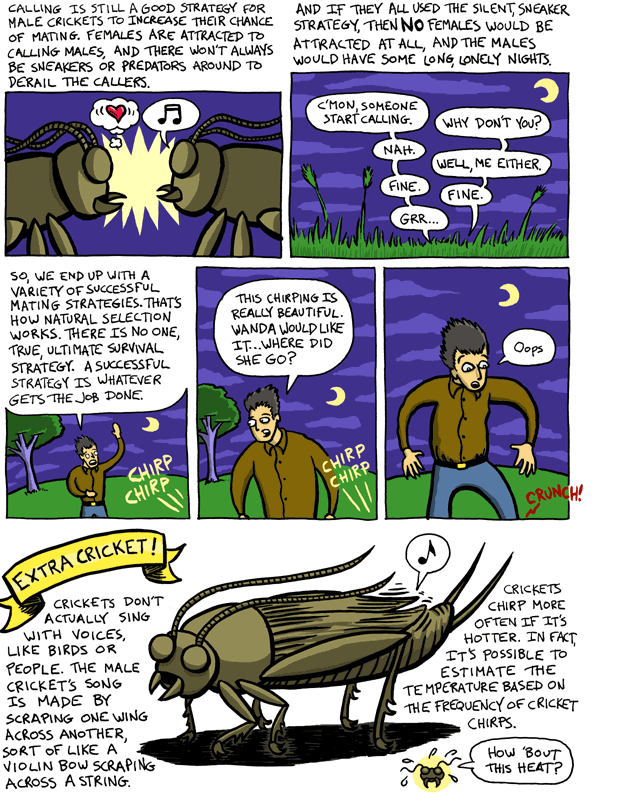 CALLING IS STILL A GOOD STRATEGY FOR
MALE CRICKETS TO INCREASE THEIR CHANCE
OF MATING. FEMALES ARE ATTRACTED TO
CALLING MALES, AND THERE WON'T ALWAYS
BE SNEAKERS OR PREDATORS AROUND TO
DERAIL THE CALLERS.
AND IF THEY ALL USED THE SILENT, SNEAKER
STRATEGY, THEN NO FEMALES WOULD BE
ATTRACTED AT ALL, AND THE MALES
WOULD HAVE SOME LONG, LONELY NIGHTS.
C'MON, SOMEONE
START CALLING.
WHY DON'T YOU?
NAH.
WELL, ME EITHER.
FINE.
FINE.
GRR...
SO, WE END UP WITH A
VARIETY OF SUCCESSFUL
MATING STRATEGIES. THAT'S
HOW NATURAL SELECTION
WORKS. THERE IS NO ONE,
TRUE, ULTIMATE SURVIVAL
STRATEGY. A SUCCESSFUL
STRATEGY IS WHATEVER
GETS THE JOB DONE.
CHIRP
CHIRP
THIS CHIRPING IS
REALLY BEAUTIFUL.
WANDA WOULD LIKE
IT...WHERE DID
SHE GO?
CHIRP
CHIRP
Oops
CRUNCH!
EXTRA CRICKET!
CRICKETS DON'T
ACTUALLY SING
WITH VOICES,
LIKE BIRDS OR
PEOPLE. THE MALE
CRICKET'S SONG
IS MADE BY
SCRAPING ONE WING
ACROSS ANOTHER,
SORT OF LIKE A
VIOLIN BOW SCRAPING
ACROSS A STRING.
CRICKETS
CHIRP MORE
OFTEN IF IT'S
HOTTER. IN FACT,
IT'S POSSIBLE TO
ESTIMATE THE
TEMPERATURE BASED ON
THE FREQUENCY OF CRICKET
CHIRPS.
HOW 'BOUT
THIS HEAT?